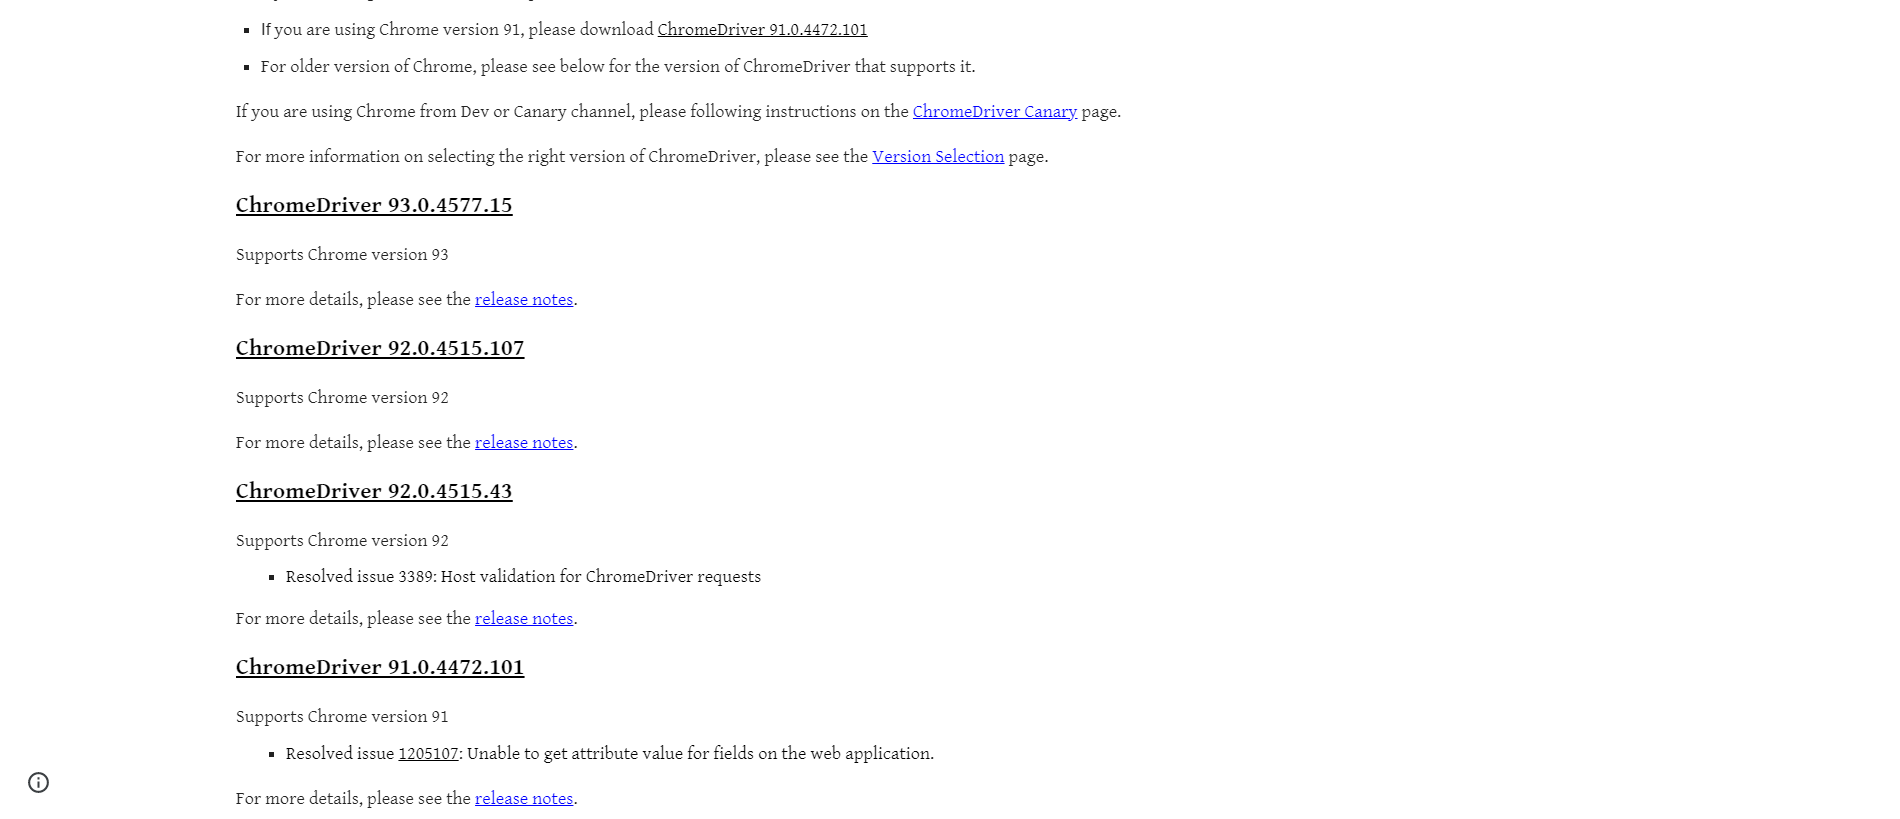 If you are using Chrome version 91, please download ChromeDriver 91.0.4472.101
For older version of Chrome, please see below for the version of ChromeDriver that supports it.
If you are using Chrome from Dev or Canary channel, please following instructions on the ChromeDriver Canary page.
For more information on selecting the right version of ChromeDriver, please see the Version Selection page.
ChromeDriver 93.0.4577.15
Supports Chrome version 93
For more details, please see the release notes.
ChromeDriver 92.0.4515.107
Supports Chrome version 92
For more details, please see the release notes.
ChromeDriver 92.0.4515.43
Supports Chrome version 92
Resolved issue 3389: Host validation for ChromeDriver requests
For more details, please see the release notes.
ChromeDriver 91.0.4472.101
Supports Chrome version 91
Resolved issue 1205107: Unable to get attribute value for fields on the web application.
For more details, please see the release notes.